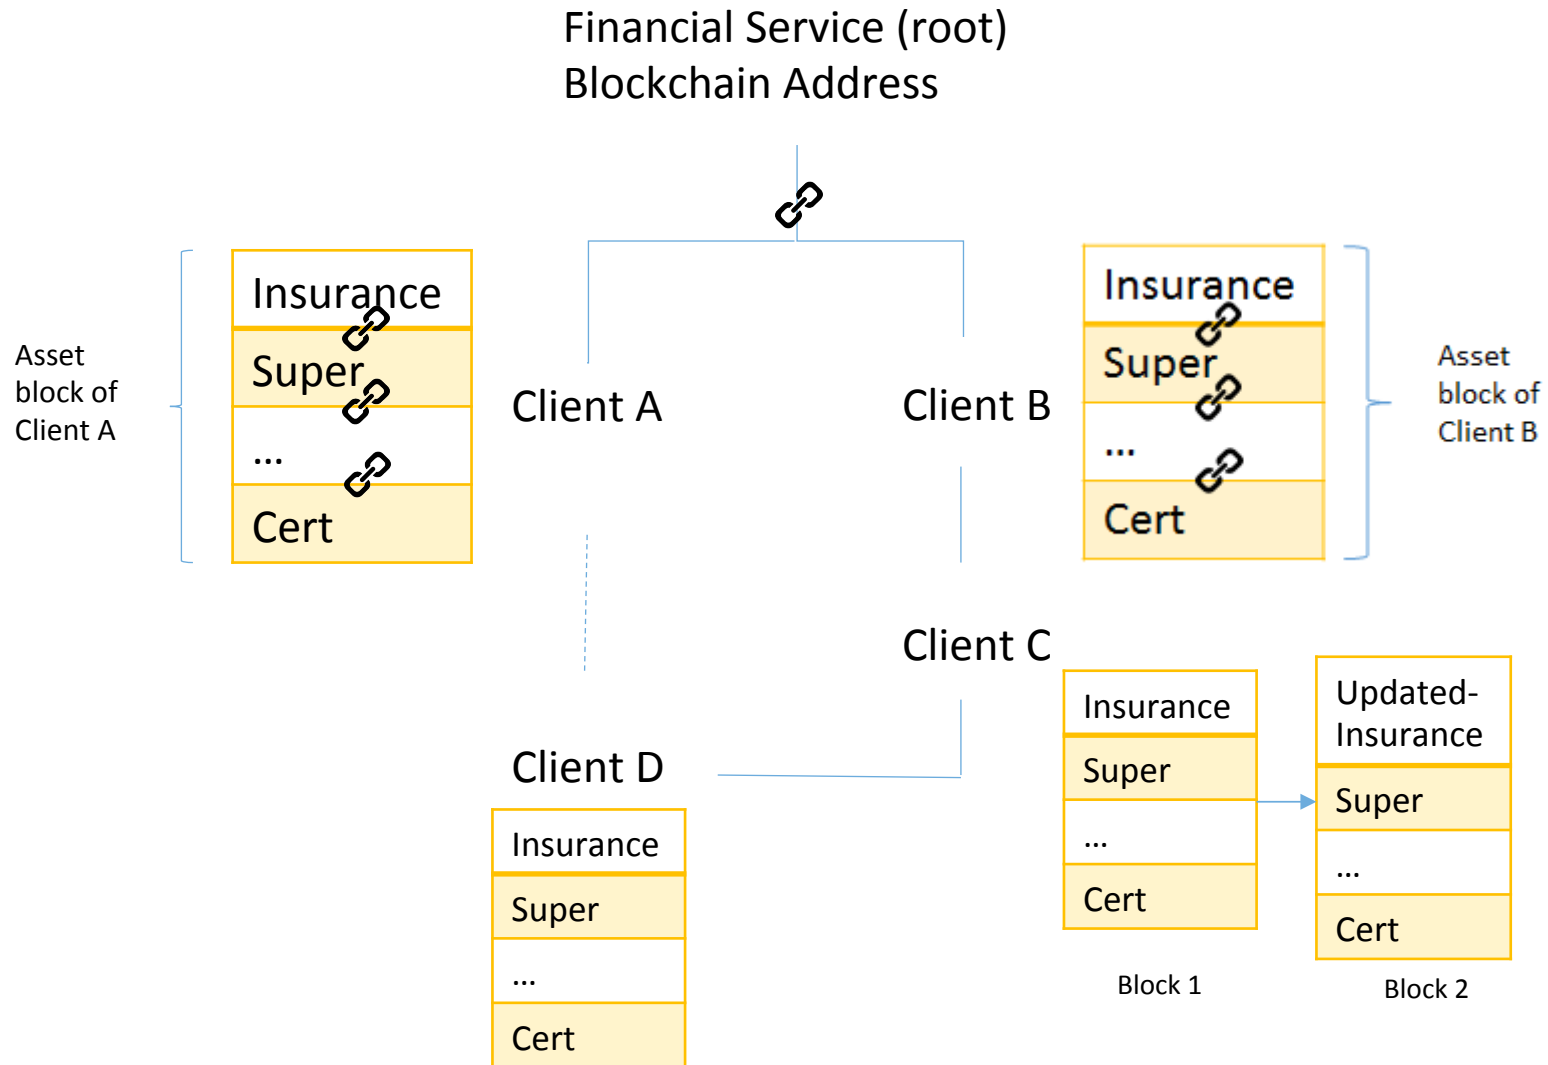 Financial Service (root)
Blockchain Address
Asset
block of
Client A
Insurance
Super
...
Cert
Client A
Client B
Insurance
Super
...
Cert
Asset
block of
Client B
Client C
Insurance
Super
...
Cert
Block 1
Updated-
Insurance
Super
...
Cert
Block 2
Client D
Insurance
Super
...
Cert